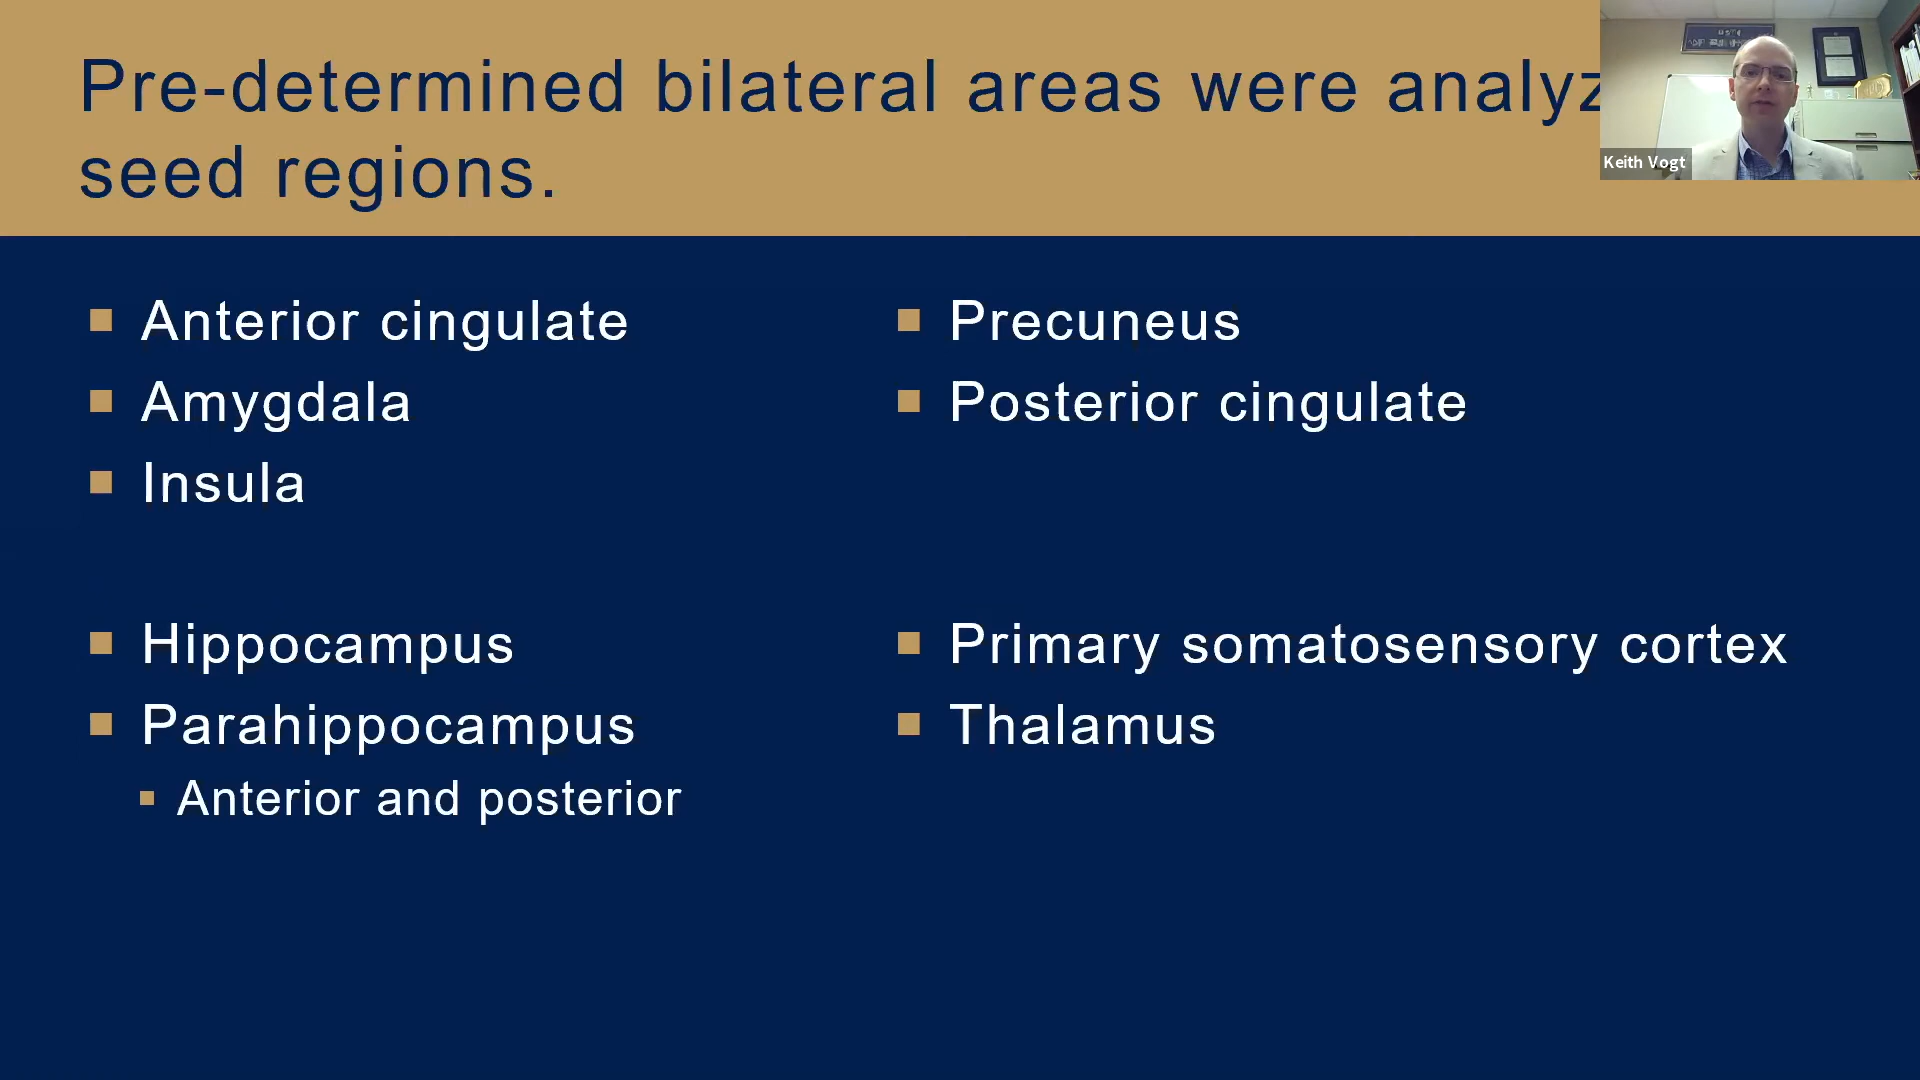 Pre-determined bilateral areas were analyz
seed regions.
Keith Vogt
Anterior cingulate
Amygdala
Insula
Hippocampus
Parahippocampus
Anterior and posterior
Precuneus
Posterior cingulate
Primary somatosensory cortex
Thalamus